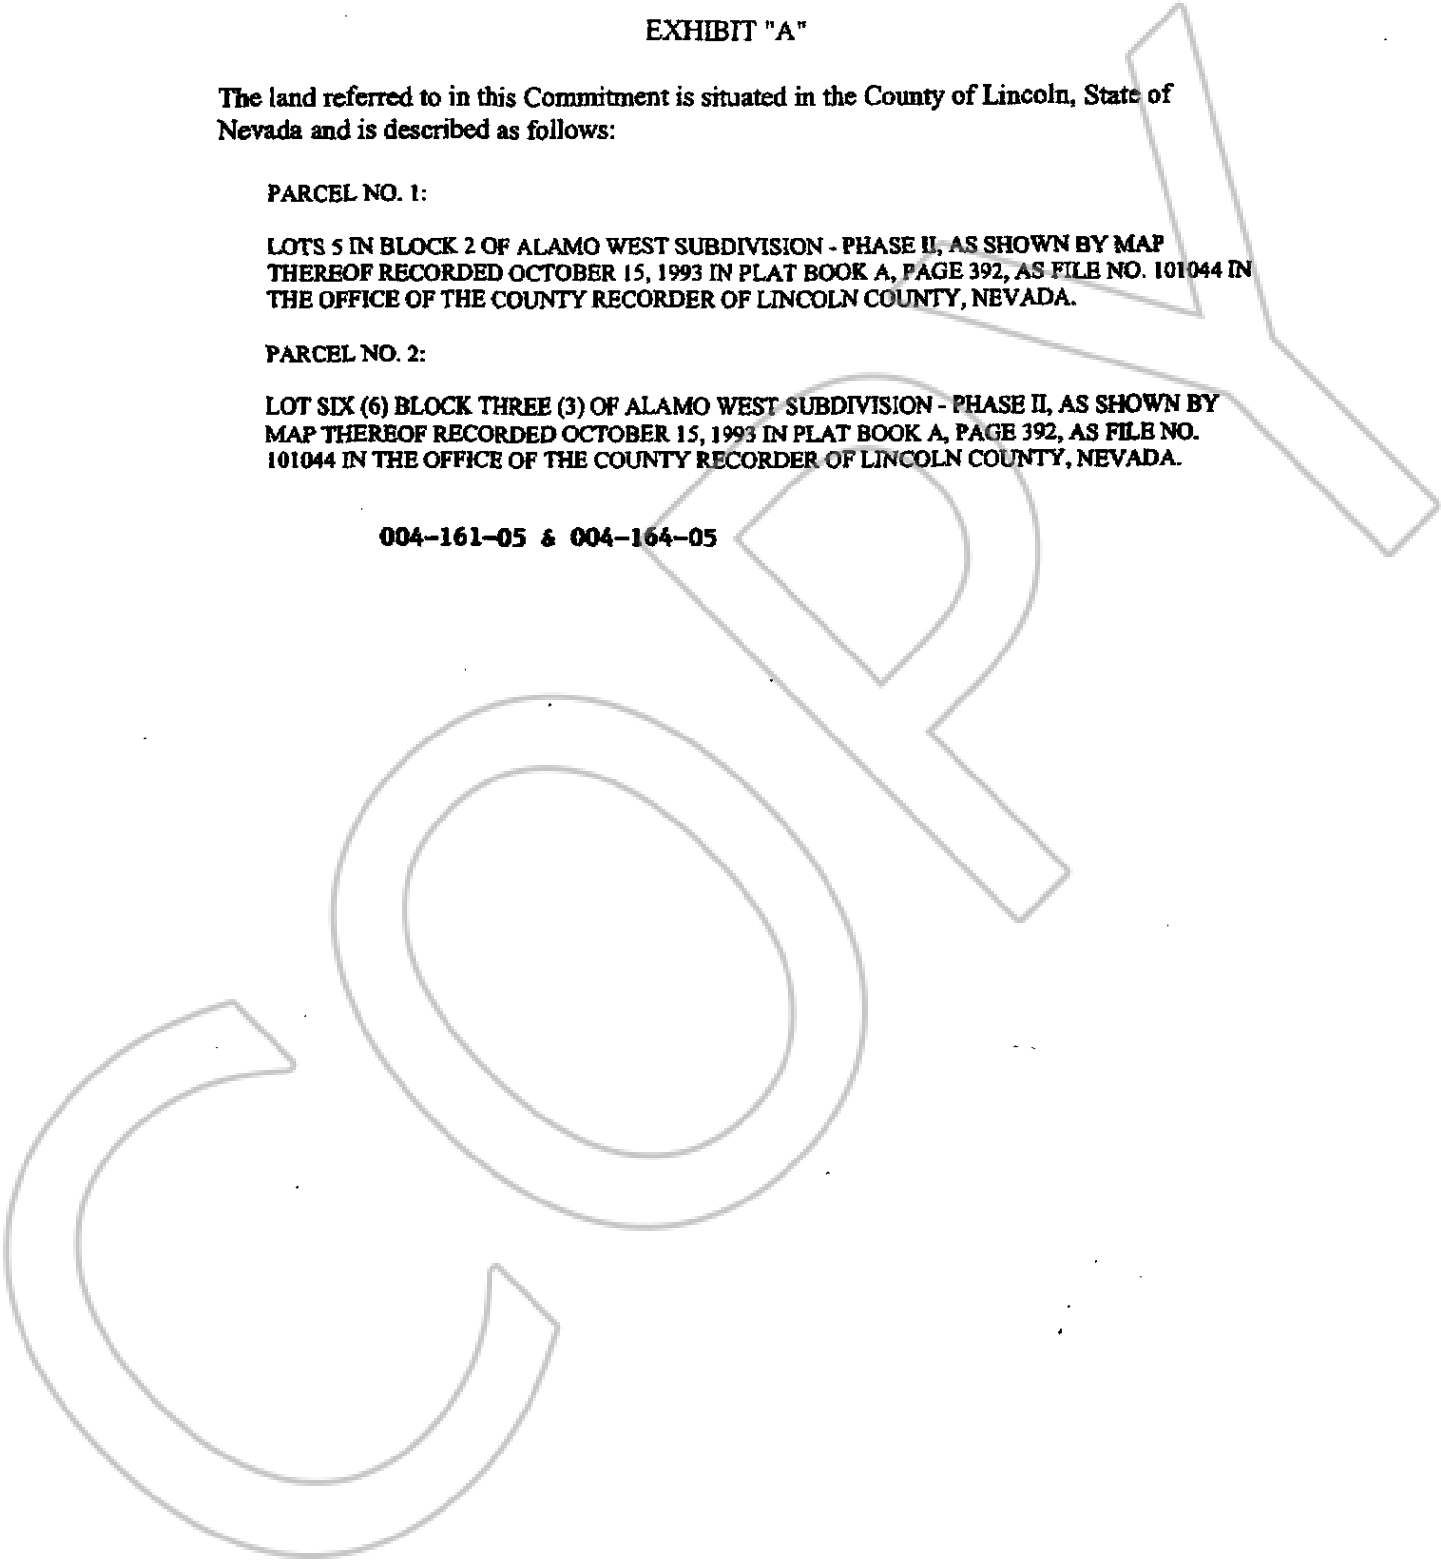 EXHIBIT "A"
The land referred to in this Commitment is situated in the County of Lincoln, State of
Nevada and is described as follows:
PARCEL NO. 1:
LOTS 5 IN BLOCK 2 OF ALAMO WEST SUBDIVISION - PHASE II, AS SHOWN BY MAP
THEREOF RECORDED OCTOBER 15, 1993 IN PLAT BOOK A, PAGE 392, AS FILE NO. 101044 IN
THE OFFICE OF THE COUNTY RECORDER OF LINCOLN COUNTY, NEVADA.
PARCEL NO. 2:
LOT SIX (6) BLOCK THREE (3) OF ALAMO WEST SUBDIVISION - PHASE II, AS SHOWN BY
MAP THEREOF RECORDED OCTOBER 15, 1993 IN PLAT BOOK A, PAGE 392, AS FILE NO.
101044 IN THE OFFICE OF THE COUNTY RECORDER OF LINCOLN COUNTY, NEVADA.
004-161-05 & 004-164-05
COPY